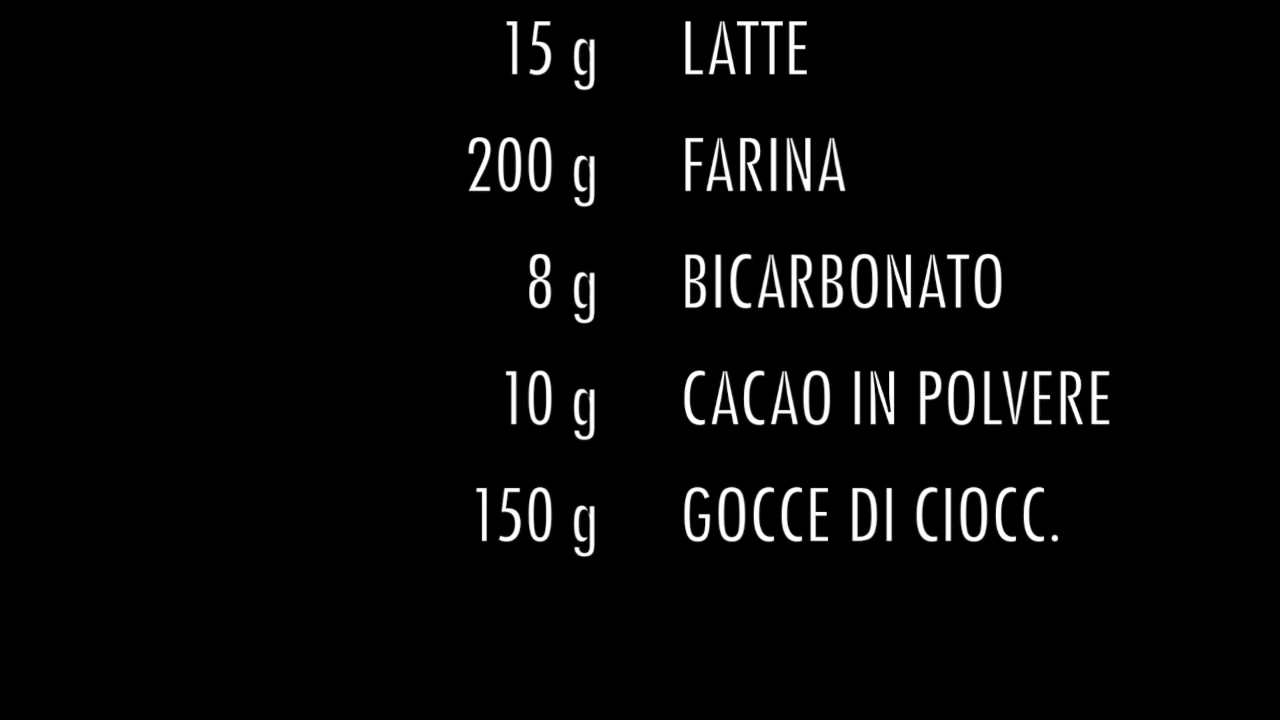 15 g LATTE
200 g FARINA
8 g BICARBONATO
10 g CACAO IN POLVERE
150 g GOCCE DI CIOCC.